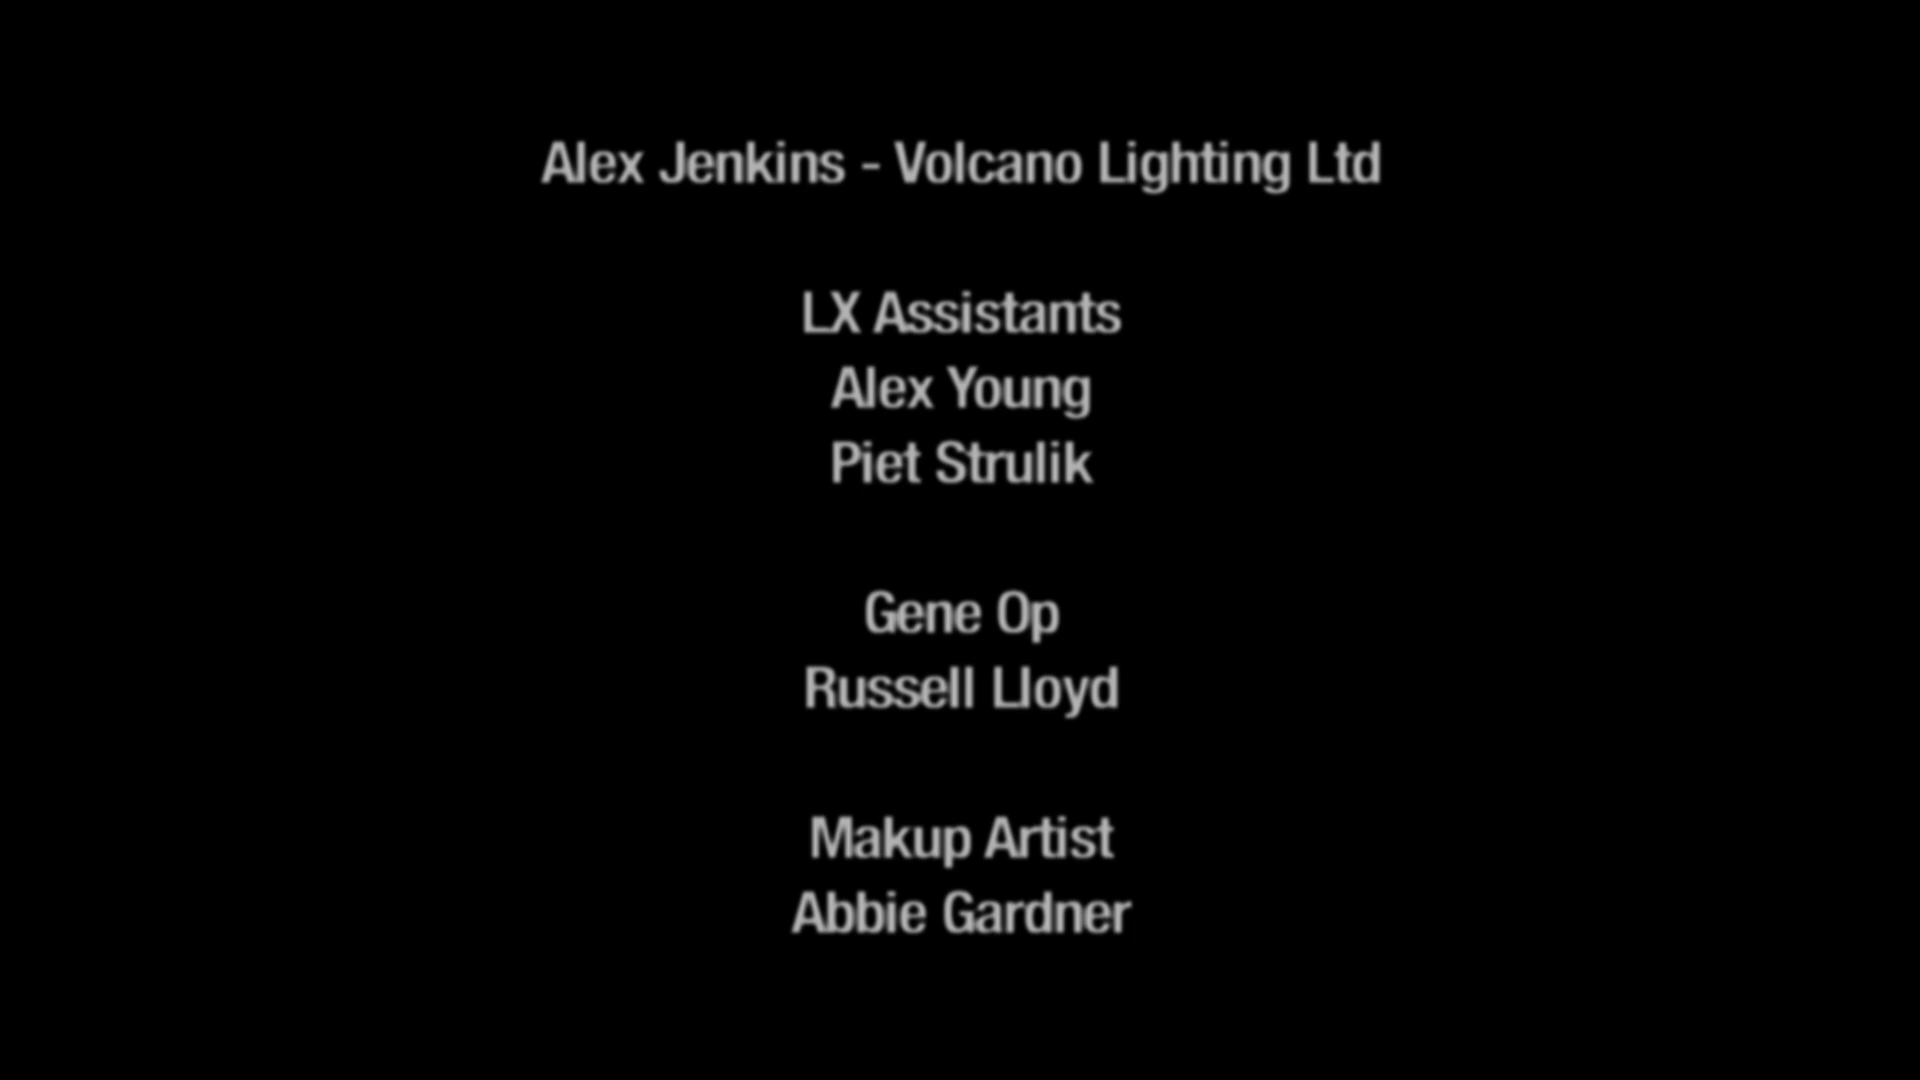 Alex Jenkins - Volcano Lighting Ltd
LX Assistants
Alex Young
Piet Strulik
Gene Op
Russell Lloyd
Makup Artist
Abbie Gardner